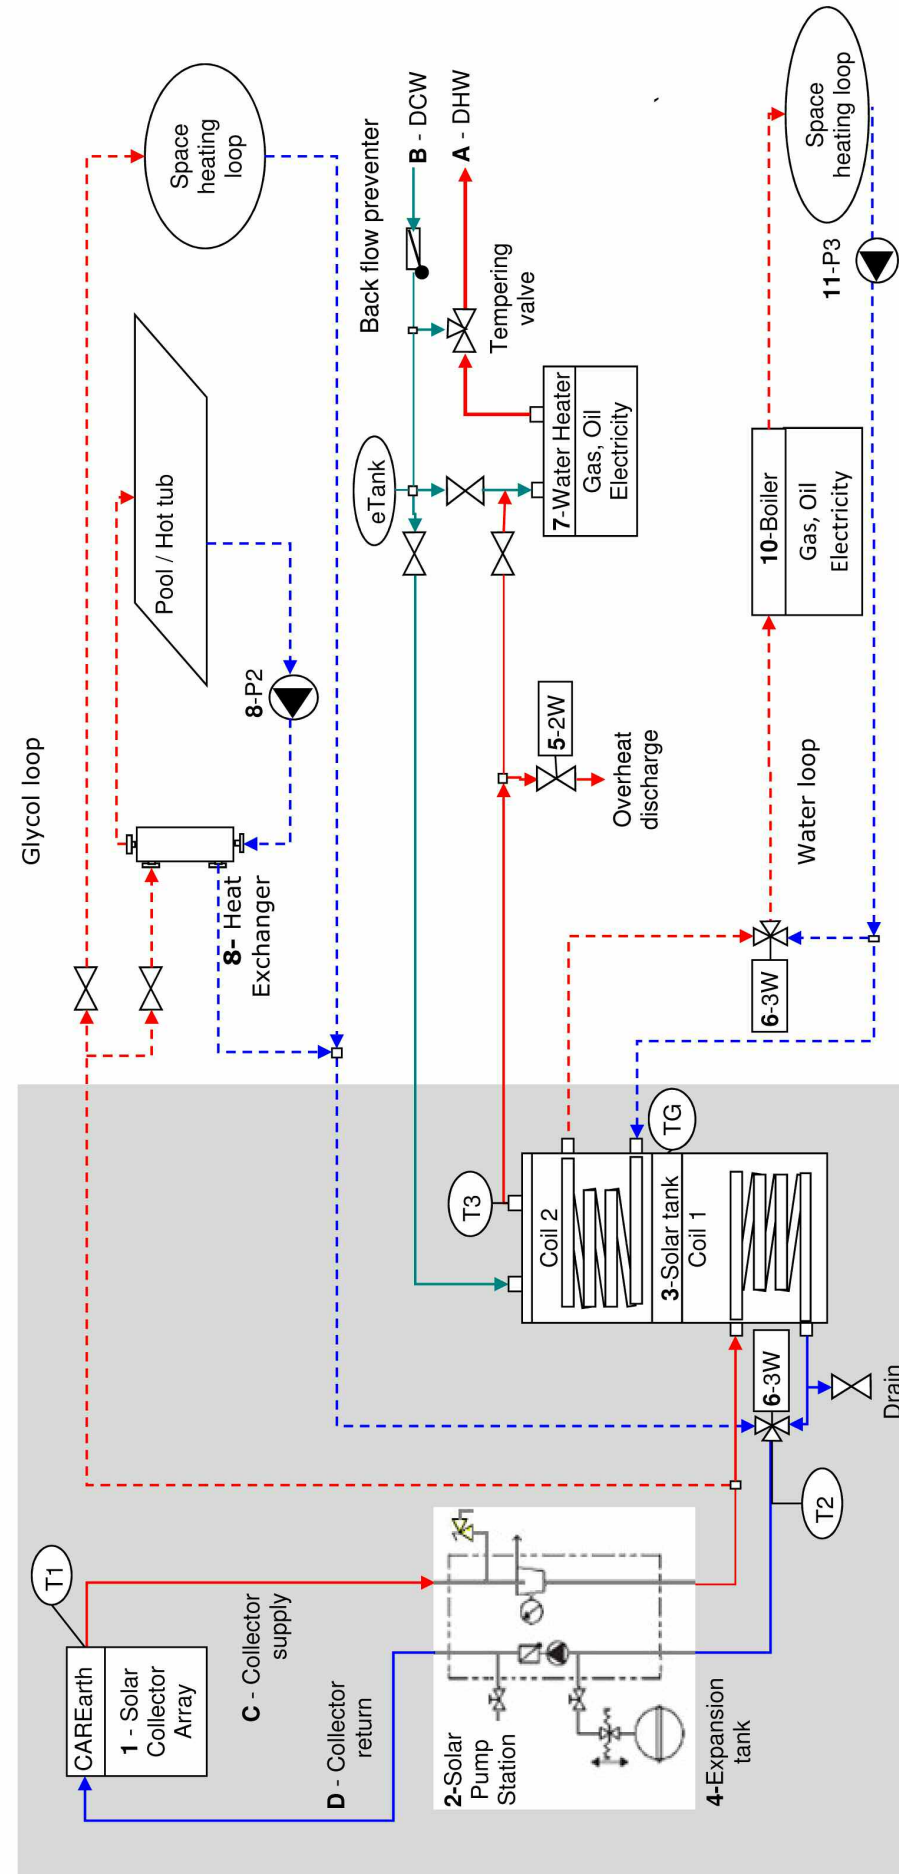 T1
CAREarth
1 - Solar
Collector
Array
C - Collector
supply
D - Collector
return
2-Solar
Pump
Station
4-Expansion
tank
T2
6-3W
Drain
T3
Coil 2
3-Solar tank
Coil 1
TG
Glycol loop
8- Heat
Exchanger
8-P2
Pool / Hot tub
Space
heating
loop
Back flow preventer
B - DCW
A - DHW
Tempering
valve
eTank
7-Water Heater
Gas, Oil
Electricity
5-2W
Overheat
discharge
Water loop
6-3W
10-Boiler
Gas, Oil
Electricity
11-P3
Space
heating loop